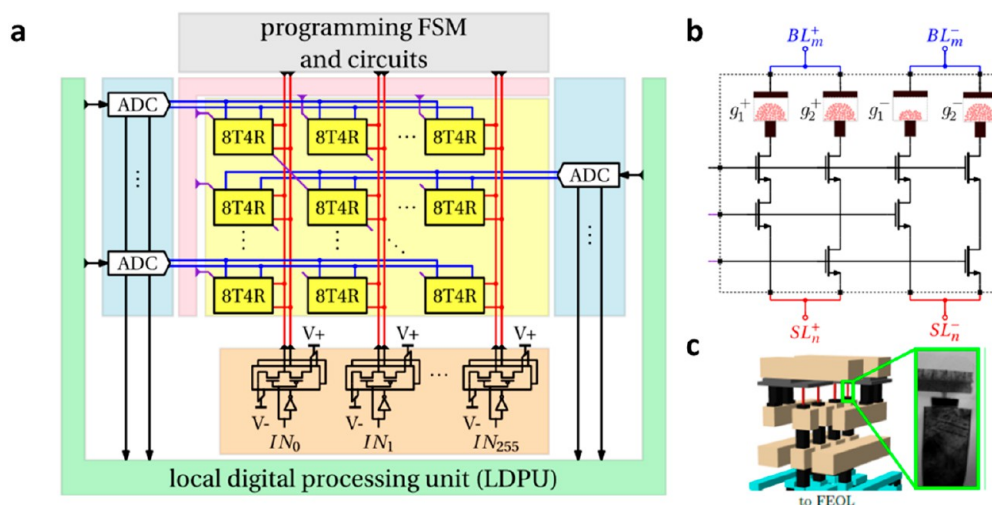 a
programming FSM
and circuits
ADC
8T4R
8T4R
...
8T4R
ADC
8T4R
8T4R
...
8T4R
ADC
8T4R
8T4R
8T4R
V+
V+
V+
...
V-
V-
V-
IN0
IN1
IN255
local digital processing unit (LDPU)
b
BL+m
BL-m
g+1
g+2
g-1
g-2
SL+n
SL-n
c
to FEOL